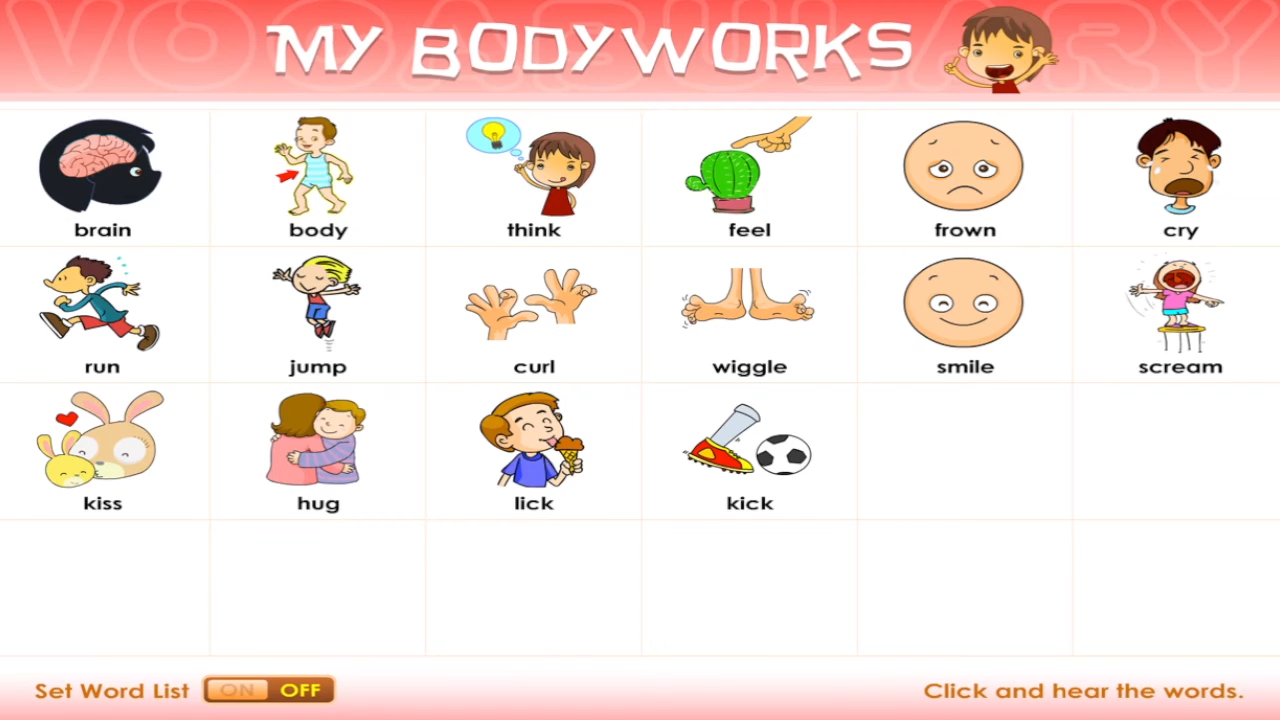 VOCABULARY
MY BODYWORKS
brain body think feel frown cry
run jump curl wiggle smile scream
kiss hug lick kick
Set Word List ON OFF Click and hear the words.